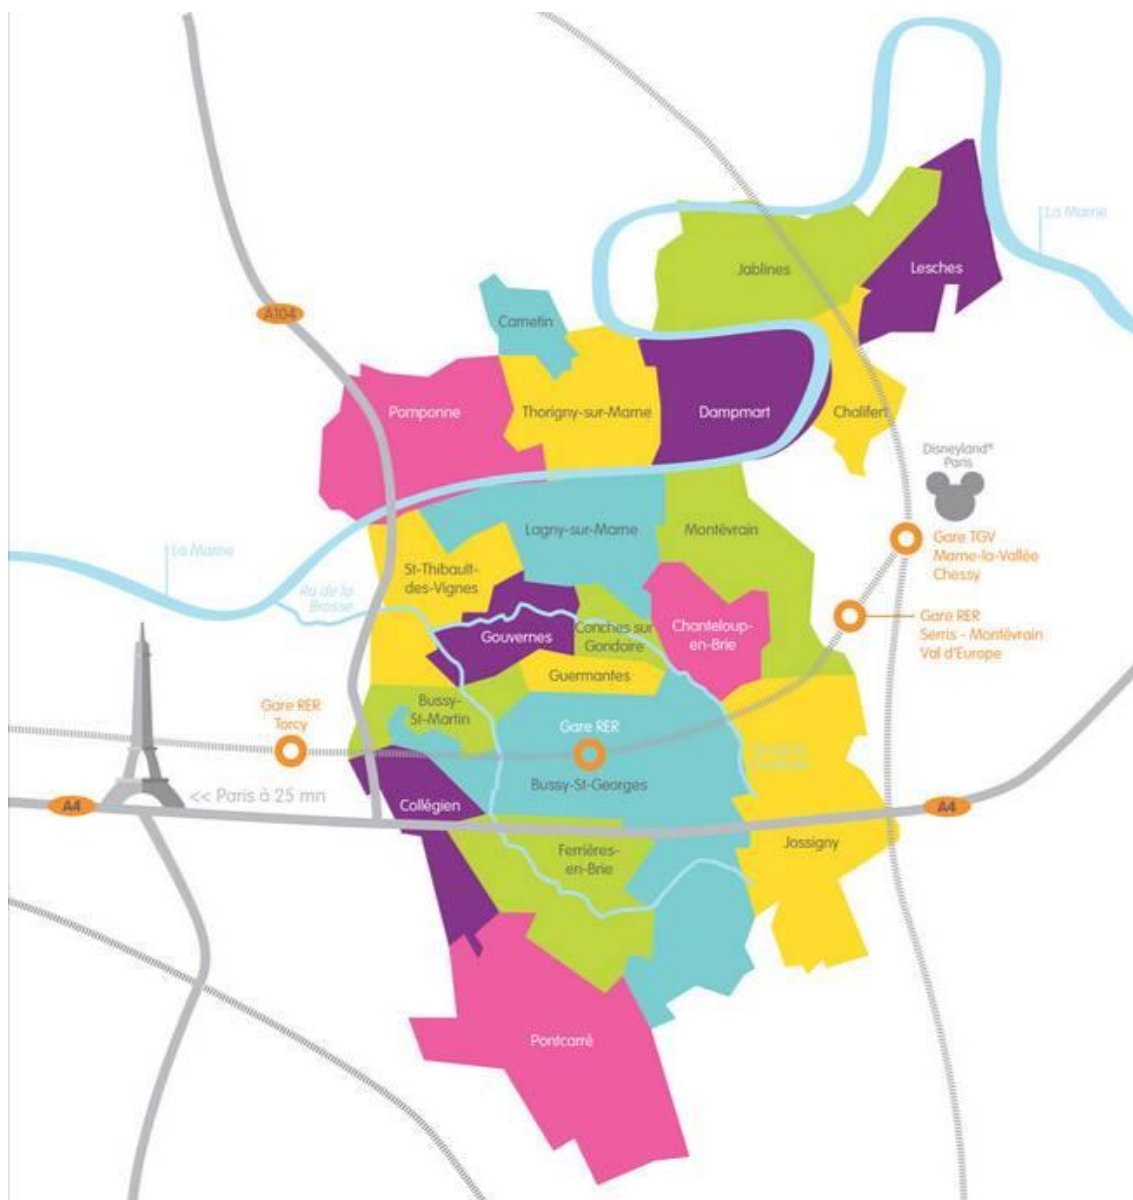 La Marne
Jablines
Lesches
A104
Carnetin
Pomponne
Thorigny-sur-Marne
Dampmart
Chalifert
Disneyland®
Paris
Lagny-sur-Marne
Montévrain
Gare TGV
Marne-la-Vallée
Chessy
La Marne
St-Thibault-
des-Vignes
Ru de la
Brosse
Gouvernes
Conches sur
Gondoire
Chanteloup-
en-Brie
Gare RER
Serris - Montévrain
Val d'Europe
Guermantes
Bussy-
St-Martin
Gare RER
Torcy
Gare RER
Bussy-St-Georges
<< Paris à 25 mn
Collégien
A4
A4
Jossigny
Ferrières-
en-Brie
Pontcarré